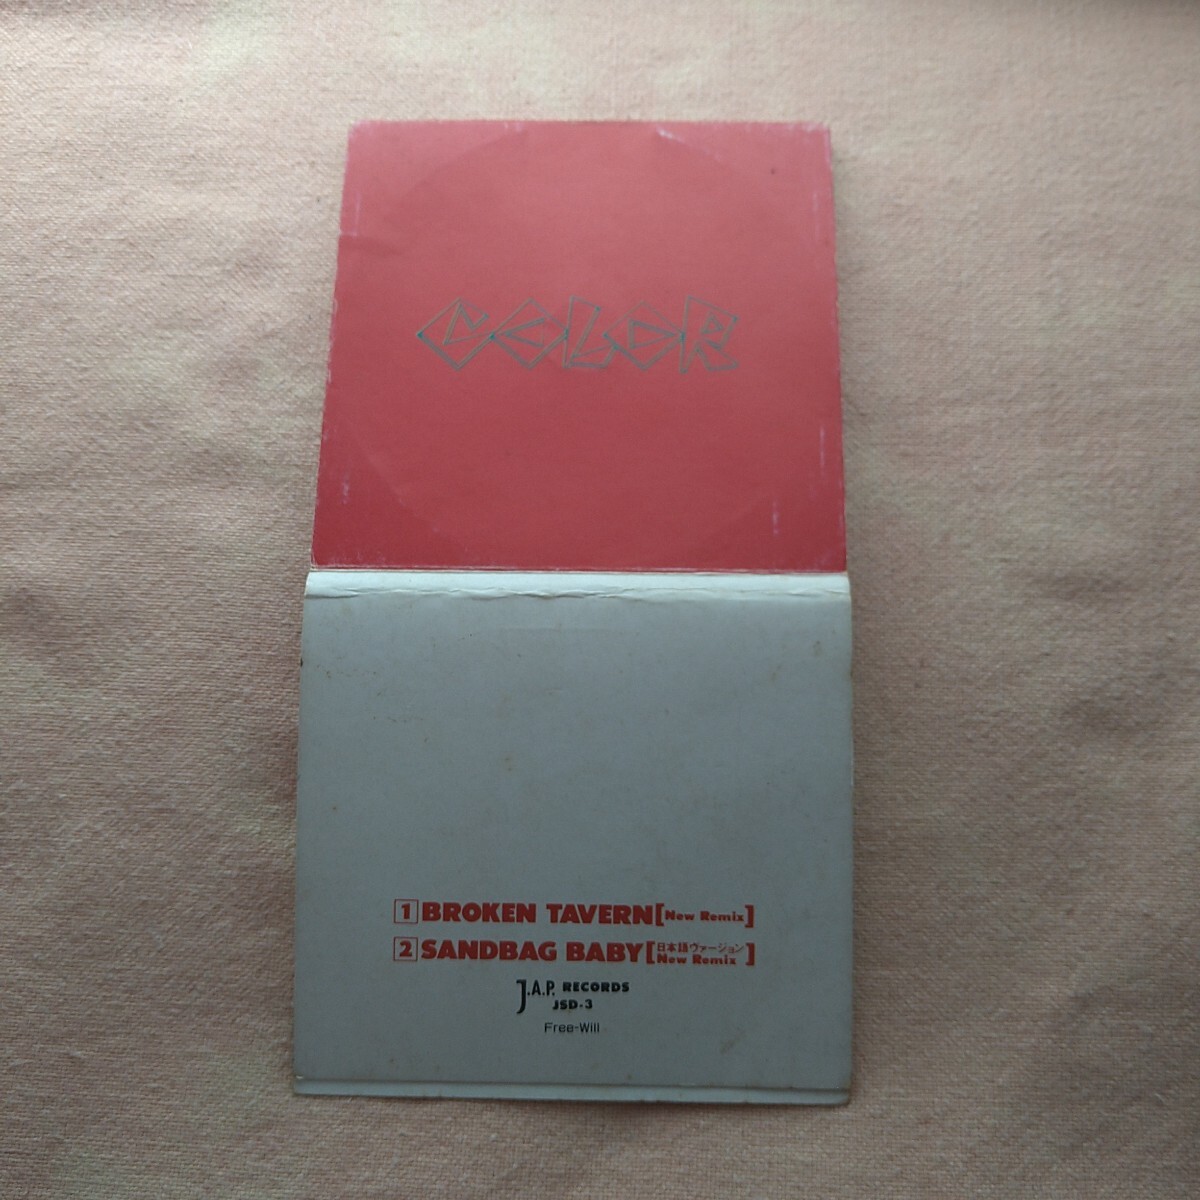 COLOR
1 BROKEN TAVERN [New Remix]
2 SANDBAG BABY [日本語ヴァージョン
New Remix]
J.A.P. RECORDS
JSD-3
Free-Will